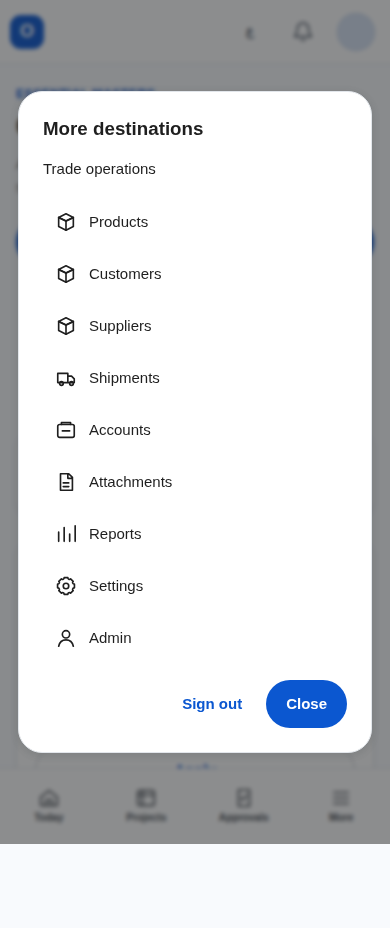 ε
More destinations
Trade operations
Products
Customers
Suppliers
Shipments
Accounts
Attachments
Reports
Settings
Admin
Sign out
Close
Today
Projects
Approvals
More